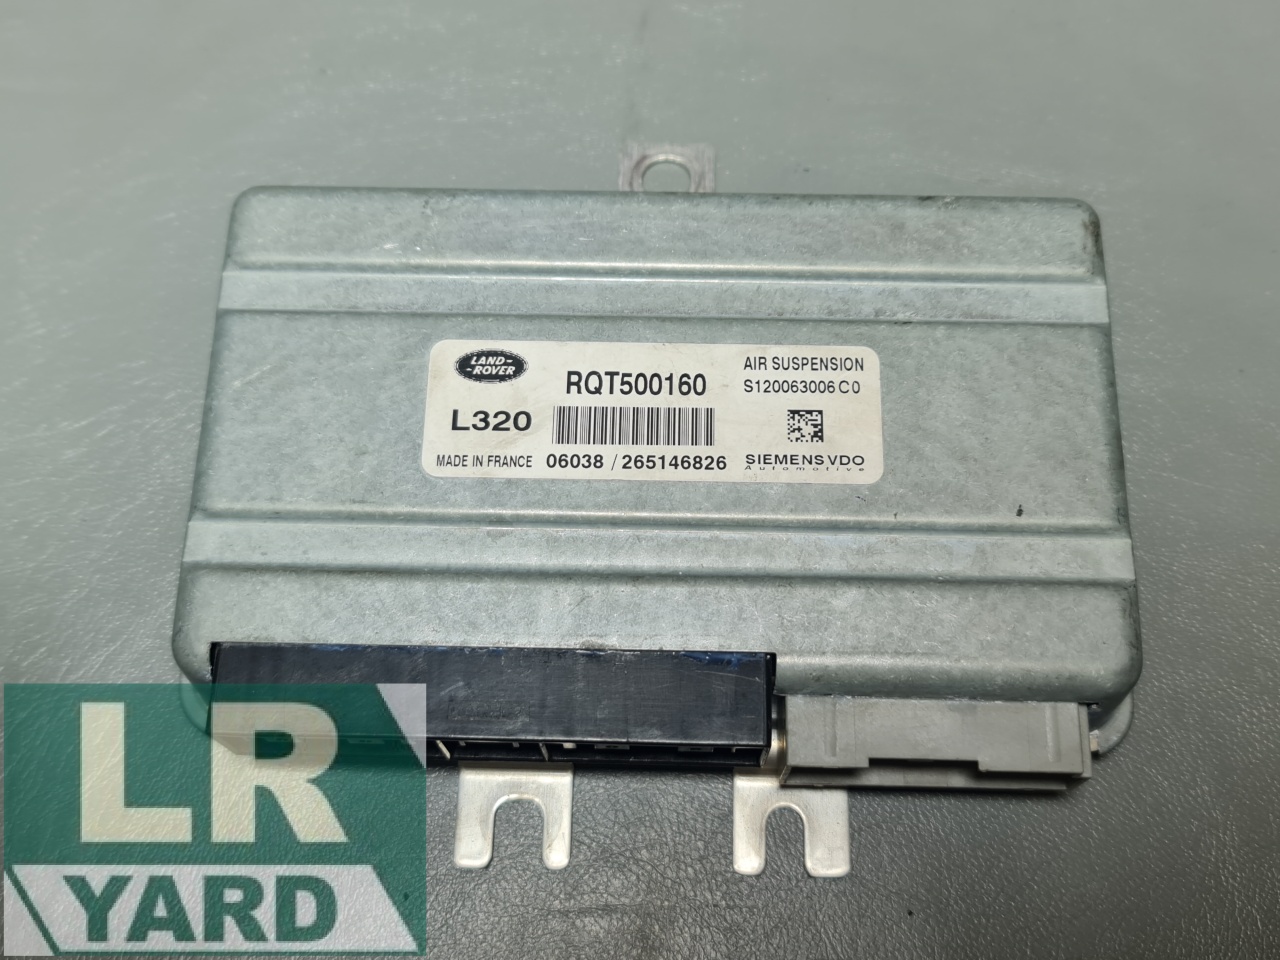 LAND-
-ROVER
RQT500160
AIR SUSPENSION
S120063006 C0
L320
MADE IN FRANCE 06038 / 265146826
SIEMENS VDO
Automotive
LR
YARD